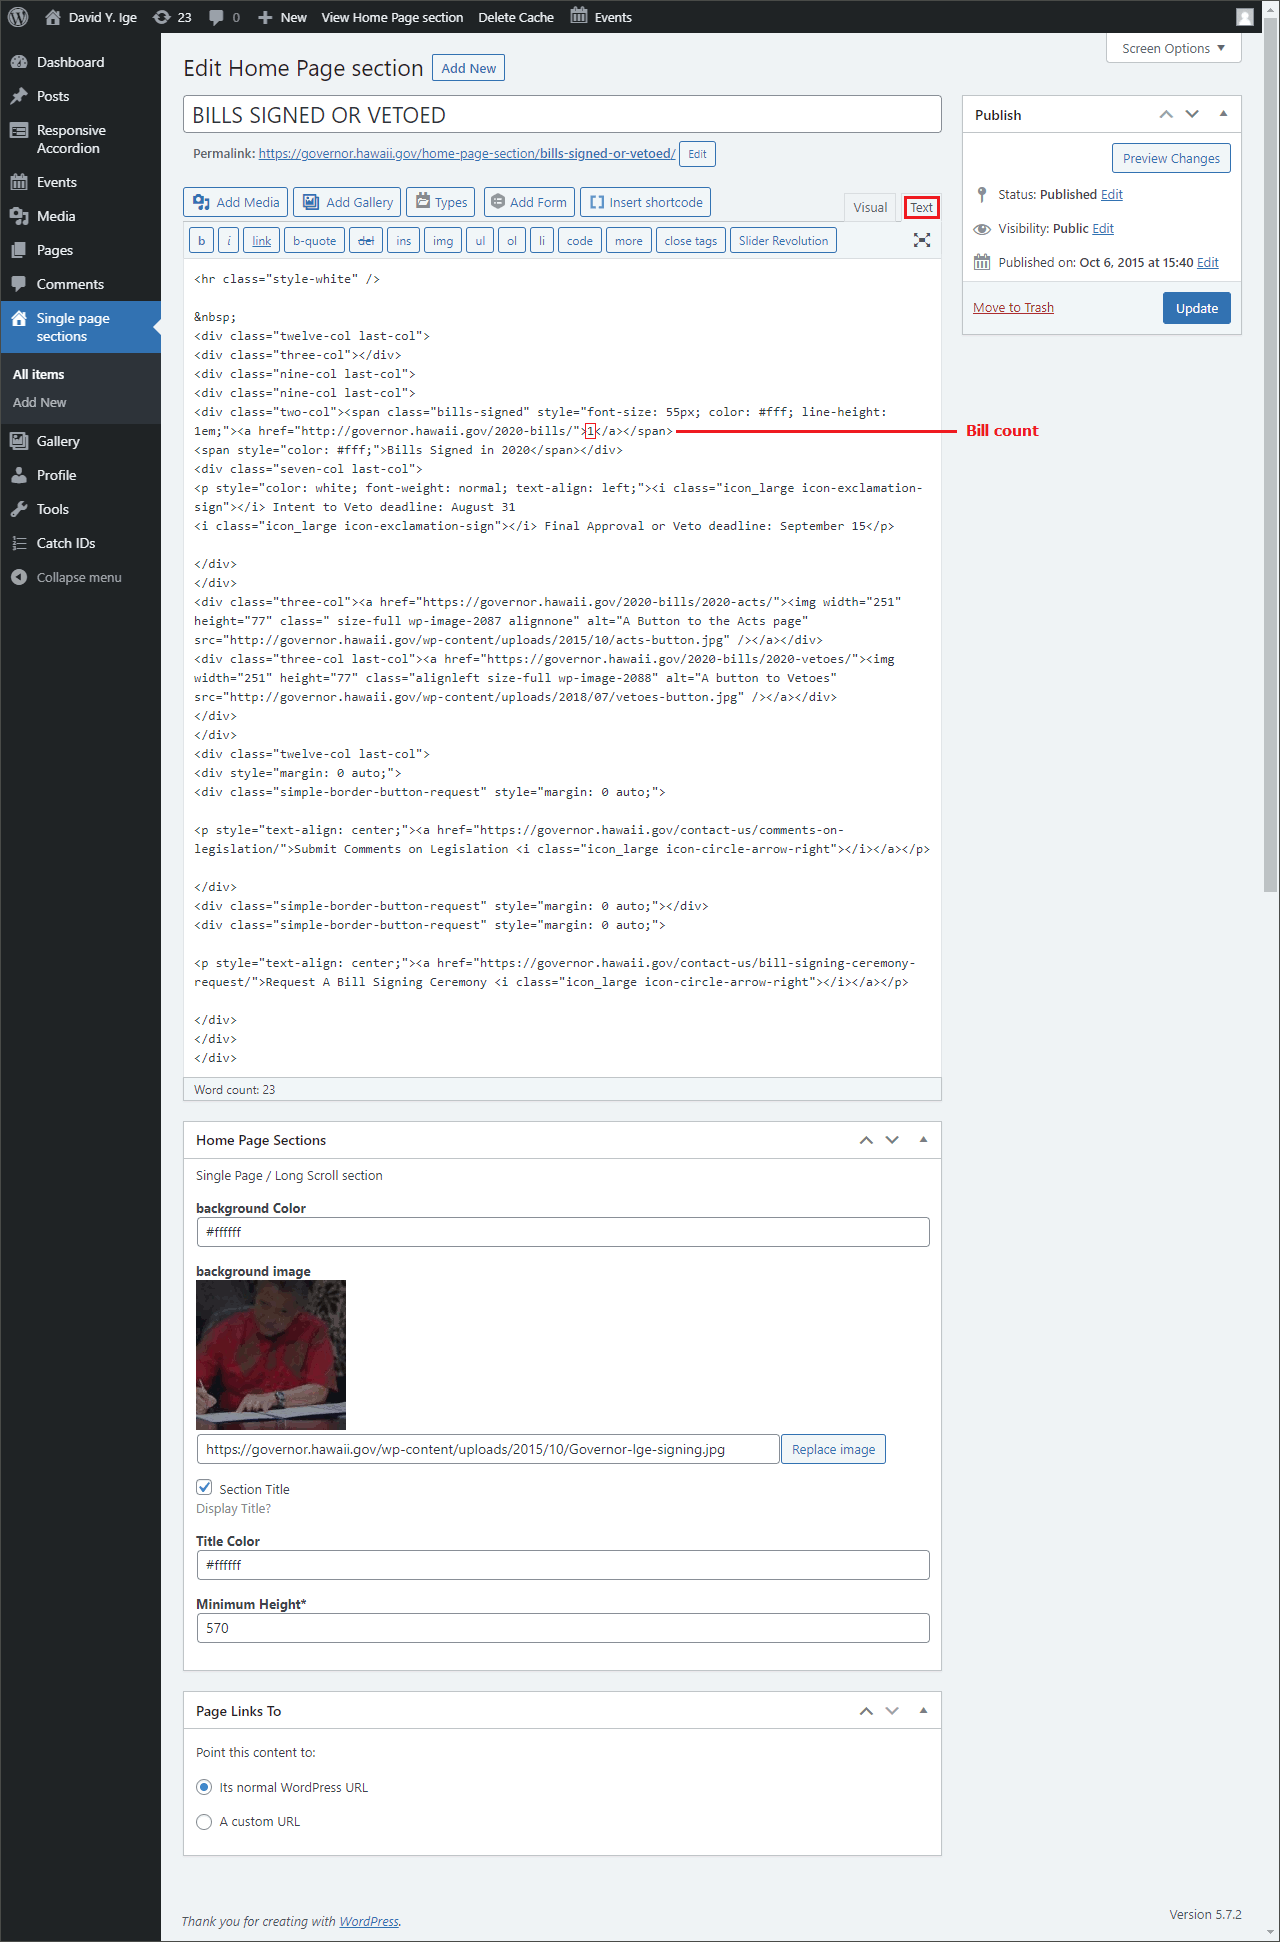 David Y. Ige 23 0 New View Home Page section Delete Cache Events
Screen Options
Dashboard
Posts
Responsive
Accordion
Events
Media
Pages
Comments
Single page
sections
All items
Add New
Gallery
Profile
Tools
Catch IDs
Collapse menu
Edit Home Page section Add New
BILLS SIGNED OR VETOED
Permalink: https://governor.hawaii.gov/home-page-section/bills-signed-or-vetoed/ Edit
Add Media Add Gallery Types Add Form Insert shortcode Visual Text
b i link b-quote del ins img ul ol li code more close tags Slider Revolution
<hr class="style-white" />
&nbsp;
<div class="twelve-col last-col">
<div class="three-col"></div>
<div class="nine-col last-col">
<div class="nine-col last-col">
<div class="two-col"><span class="bills-signed" style="font-size: 55px; color: #fff; line-height:
1em;"><a href="http://governor.hawaii.gov/2020-bills/">1</a></span> Bill count
<span style="color: #fff;">Bills Signed in 2020</span></div>
<div class="seven-col last-col">
<p style="color: white; font-weight: normal; text-align: left;"><i class="icon_large icon-exclamation-
sign"></i> Intent to Veto deadline: August 31
<i class="icon_large icon-exclamation-sign"></i> Final Approval or Veto deadline: September 15</p>
</div>
</div>
<div class="three-col"><a href="https://governor.hawaii.gov/2020-bills/2020-acts/"><img width="251"
height="77" class=" size-full wp-image-2087 alignnone" alt="A Button to the Acts page"
src="http://governor.hawaii.gov/wp-content/uploads/2015/10/acts-button.jpg" /></a></div>
<div class="three-col last-col"><a href="https://governor.hawaii.gov/2020-bills/2020-vetoes/"><img
width="251" height="77" class="alignleft size-full wp-image-2088" alt="A button to Vetoes"
src="http://governor.hawaii.gov/wp-content/uploads/2018/07/vetoes-button.jpg" /></a></div>
</div>
</div>
<div class="twelve-col last-col">
<div style="margin: 0 auto;">
<div class="simple-border-button-request" style="margin: 0 auto;">
<p style="text-align: center;"><a href="https://governor.hawaii.gov/contact-us/comments-on-
legislation/">Submit Comments on Legislation <i class="icon_large icon-circle-arrow-right"></i></a></p>
</div>
<div class="simple-border-button-request" style="margin: 0 auto;"></div>
<div class="simple-border-button-request" style="margin: 0 auto;">
<p style="text-align: center;"><a href="https://governor.hawaii.gov/contact-us/bill-signing-ceremony-
request/">Request A Bill Signing Ceremony <i class="icon_large icon-circle-arrow-right"></i></a></p>
</div>
</div>
</div>
Word count: 23
Publish
Preview Changes
Status: Published Edit
Visibility: Public Edit
Published on: Oct 6, 2015 at 15:40 Edit
Move to Trash Update
Home Page Sections
Single Page / Long Scroll section
background Color
#ffffff
background image
https://governor.hawaii.gov/wp-content/uploads/2015/10/Governor-Ige-signing.jpg Replace image
Section Title
Display Title?
Title Color
#ffffff
Minimum Height*
570
Page Links To
Point this content to:
Its normal WordPress URL
A custom URL
Thank you for creating with WordPress.
Version 5.7.2